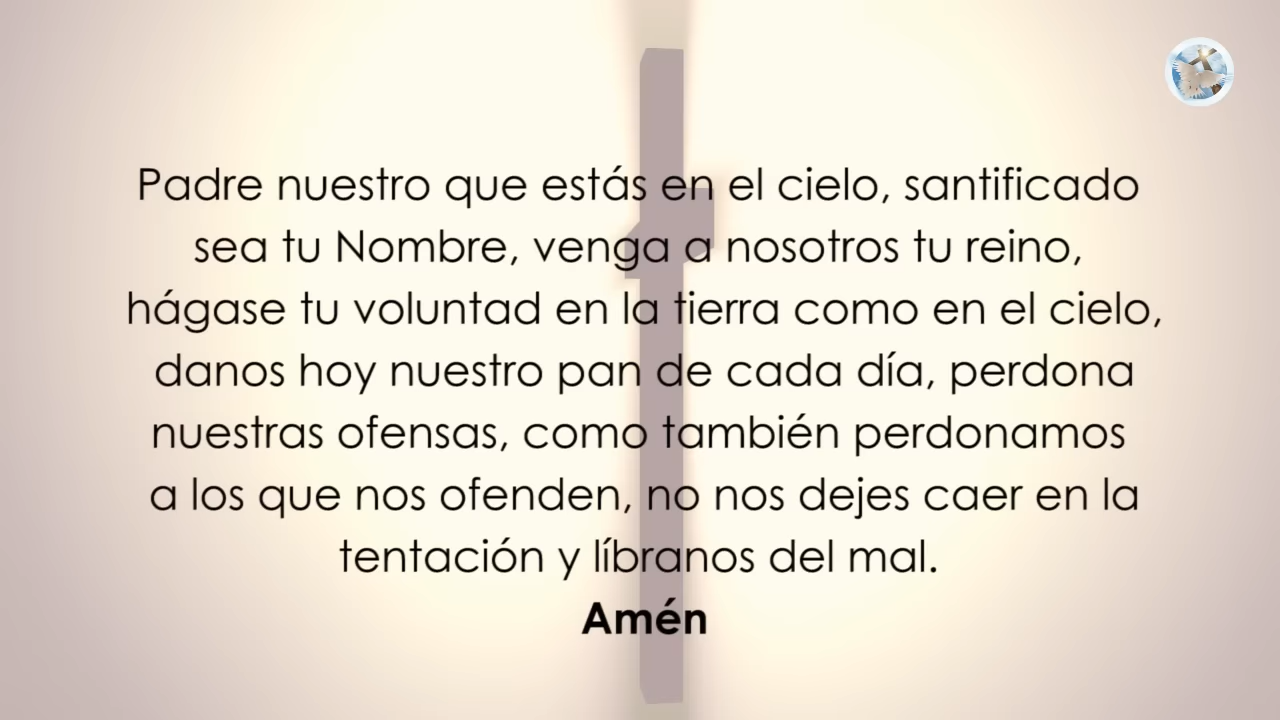 Padre nuestro que estás en el cielo, santificado
sea tu Nombre, venga a nosotros tu reino,
hágase tu voluntad en la tierra como en el cielo,
danos hoy nuestro pan de cada día, perdona
nuestras ofensas, como también perdonamos
a los que nos ofenden, no nos dejes caer en la
tentación y líbranos del mal.
Amén